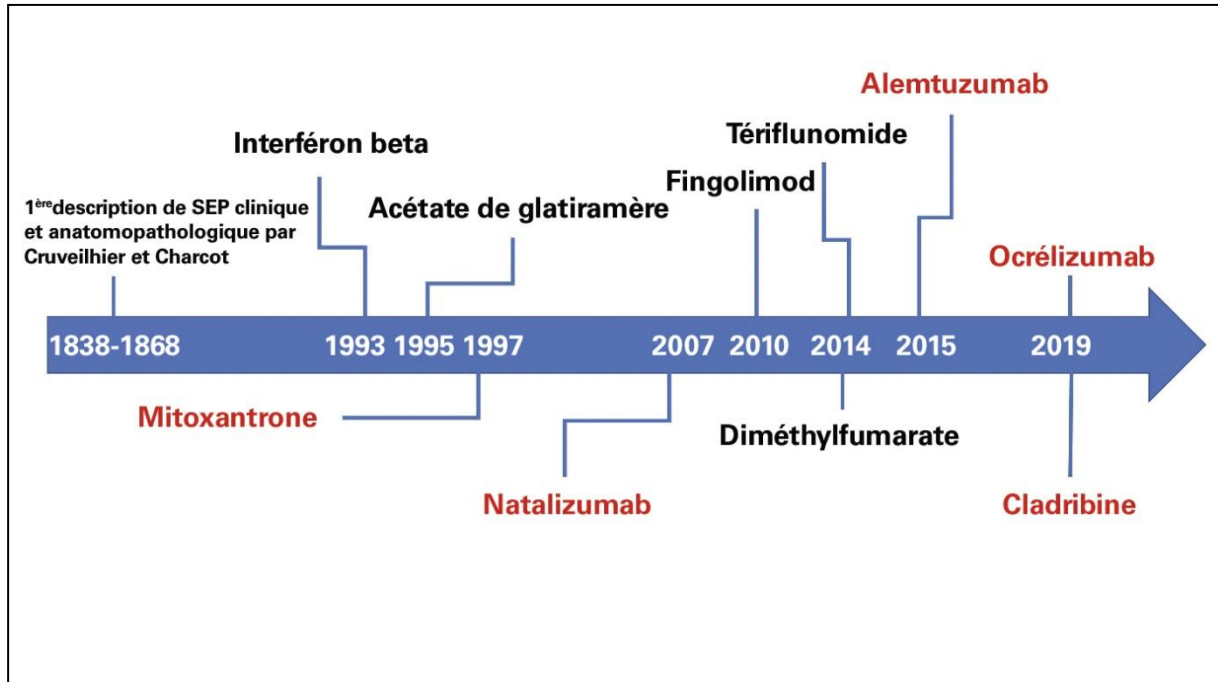 Alemtuzumab
Tériflunomide
Interféron beta
Fingolimod
Acétate de glatiramère
1ère description de SEP clinique
et anatomopathologique par
Cruveilhier et Charcot
Ocrélizumab
1838-1868 1993 1995 1997 2007 2010 2014 2015 2019
Mitoxantrone
Diméthylfumarate
Natalizumab
Cladribine